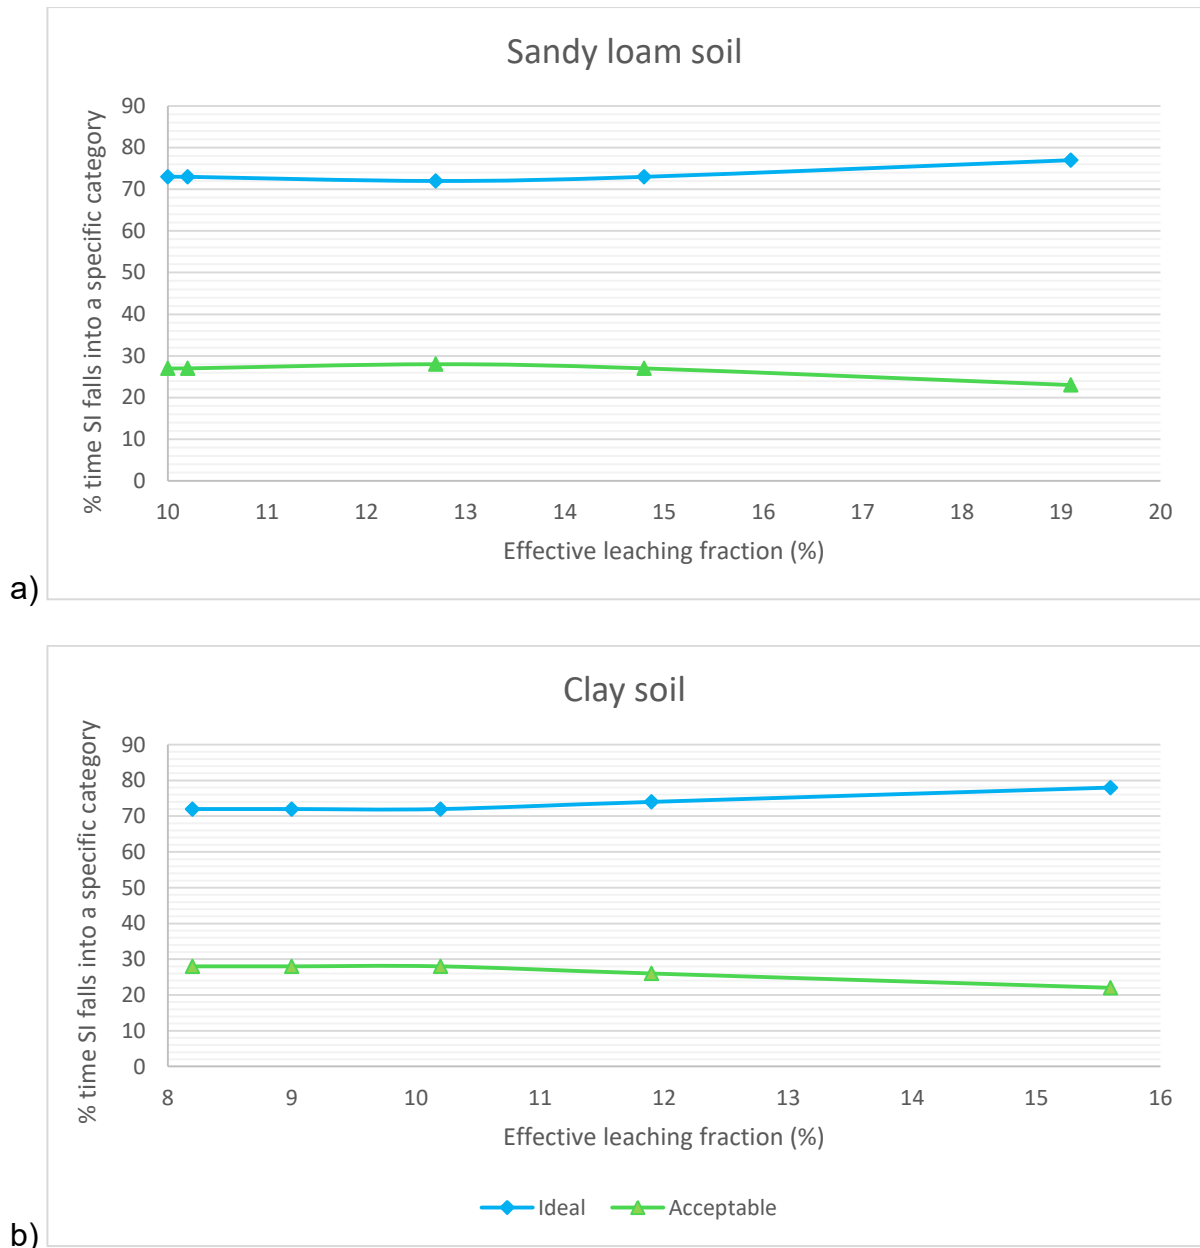 Sandy loam soil
% time SI falls into a specific category
90
80
70
60
50
40
30
20
10
0
10 11 12 13 14 15 16 17 18 19 20
Effective leaching fraction (%)
a)
Clay soil
% time SI falls into a specific category
90
80
70
60
50
40
30
20
10
0
8 9 10 11 12 13 14 15 16
Effective leaching fraction (%)
Ideal Acceptable
b)